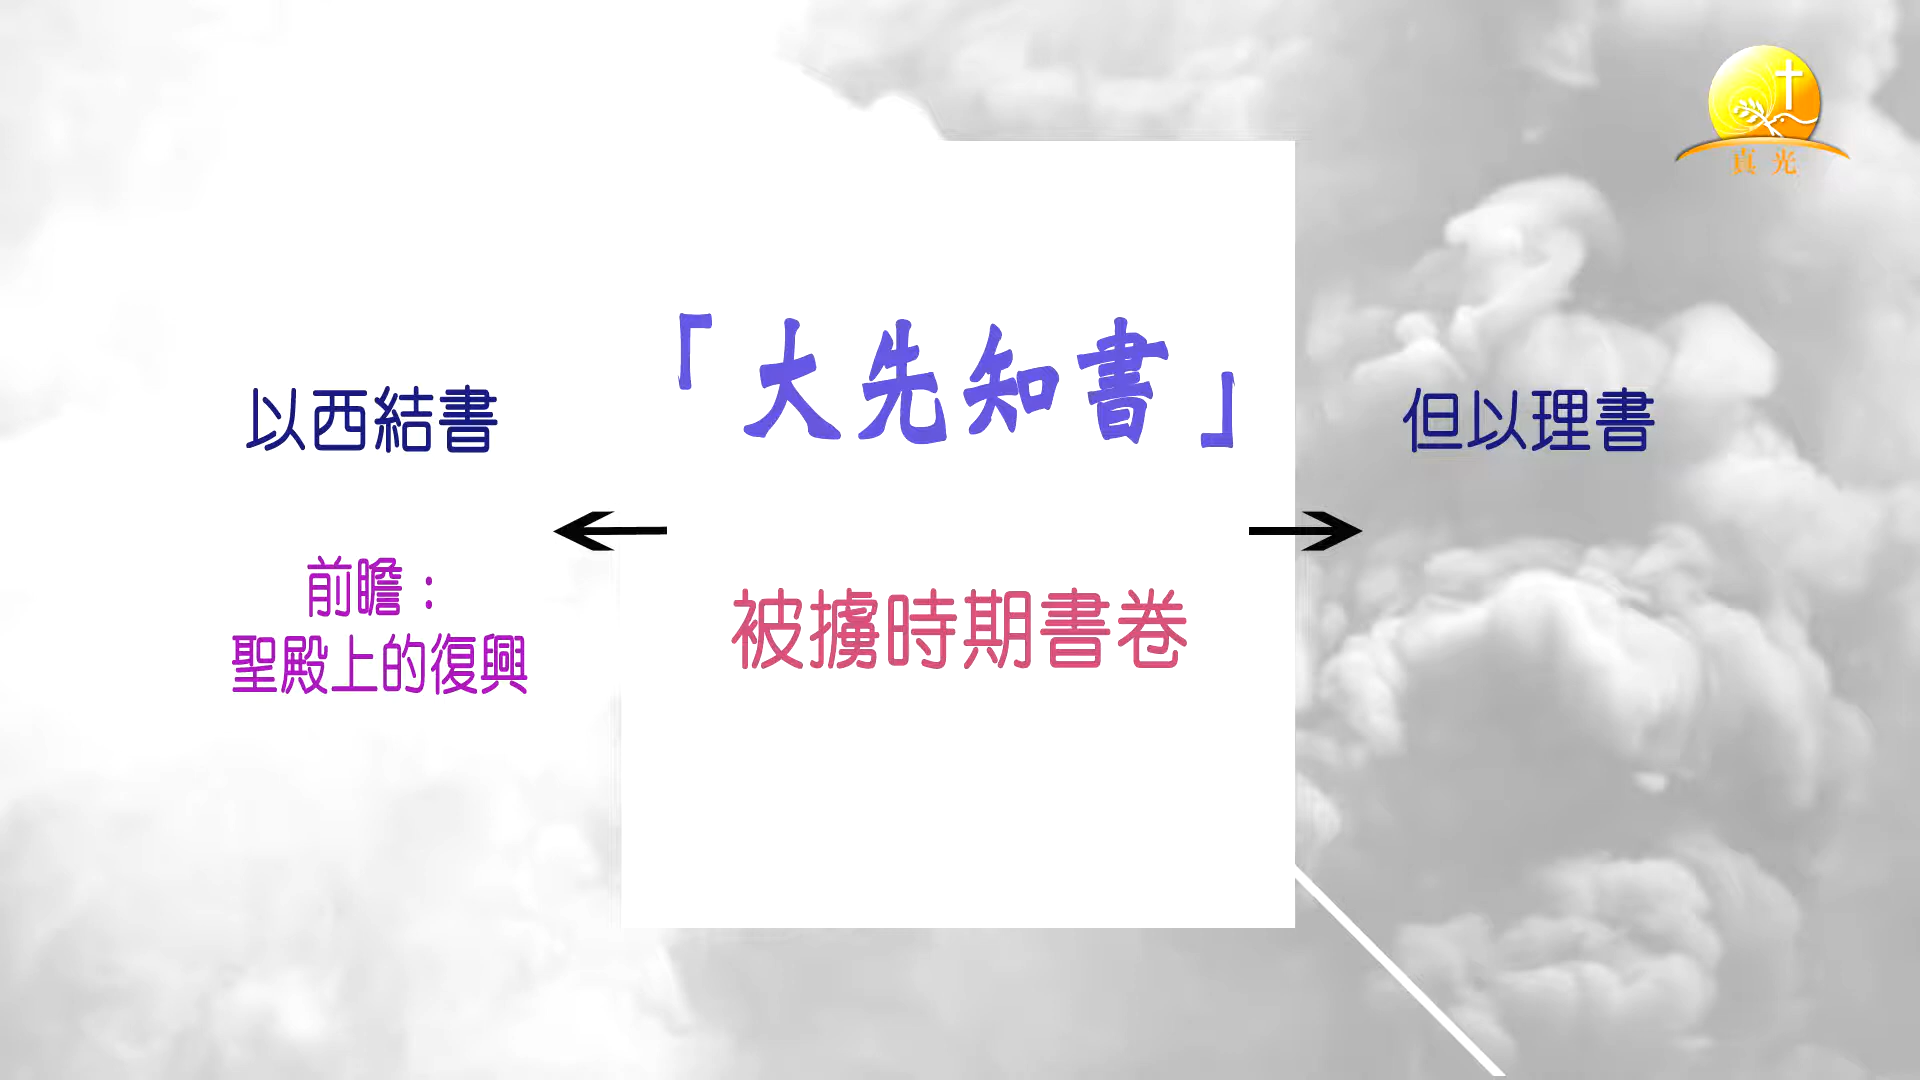 真光
「大先知書」
以西結書
但以理書
前瞻：
聖殿上的復興
被擄時期書卷